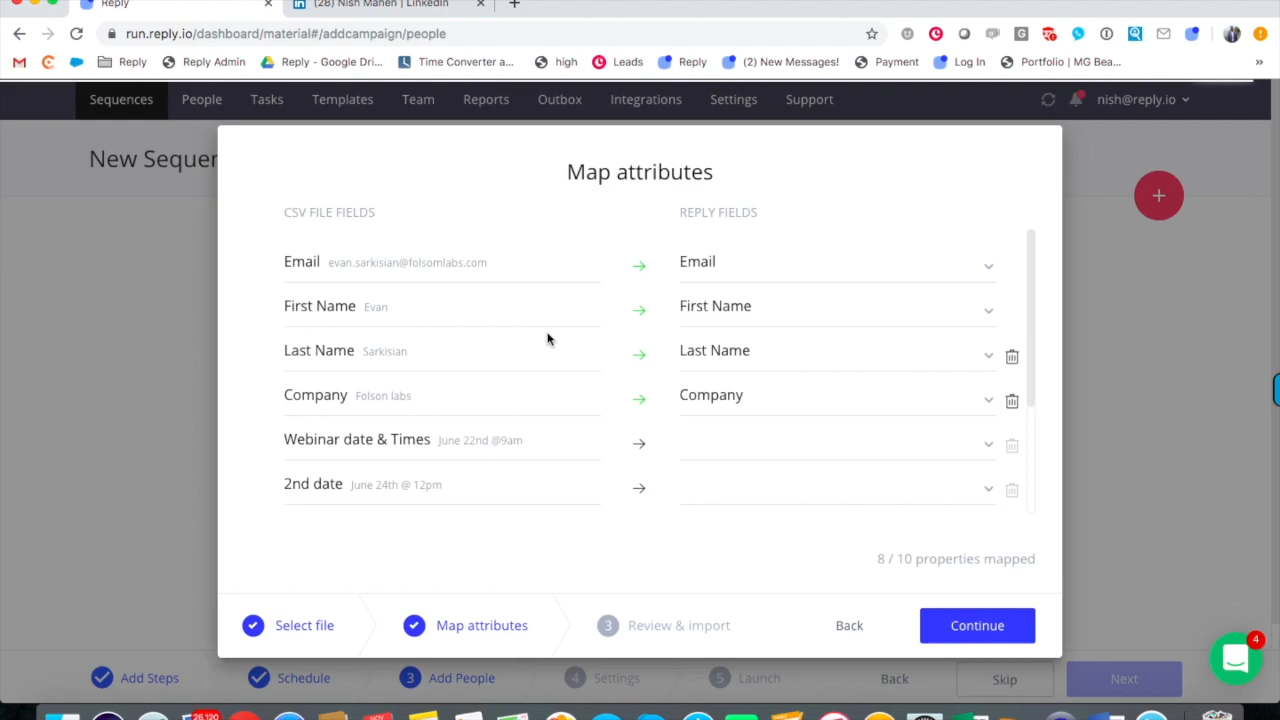 Reply
(28) Nish Maheh | LinkedIn
run.reply.io/dashboard/material#/addcampaign/people
Reply
Reply Admin
Reply - Google Dri...
Time Converter a...
high
Leads
Reply
(2) New Messages!
Payment
Log In
Portfolio | MG Bea...
»
Sequences
People
Tasks
Templates
Team
Reports
Outbox
Integrations
Settings
Support
nish@reply.io
New Sequen
Map attributes
CSV FILE FIELDS
REPLY FIELDS
Email evan.sarkisian@folsomlabs.com
Email
First Name Evan
First Name
Last Name Sarkisian
Last Name
Company Folson labs
Company
Webinar date & Times June 22nd @9am
2nd date June 24th @ 12pm
8 / 10 properties mapped
Select file
Map attributes
3 Review & import
Back
Continue
4
Add Steps
Schedule
3 Add People
4 Settings
5 Launch
Back
Skip
Next
26,120